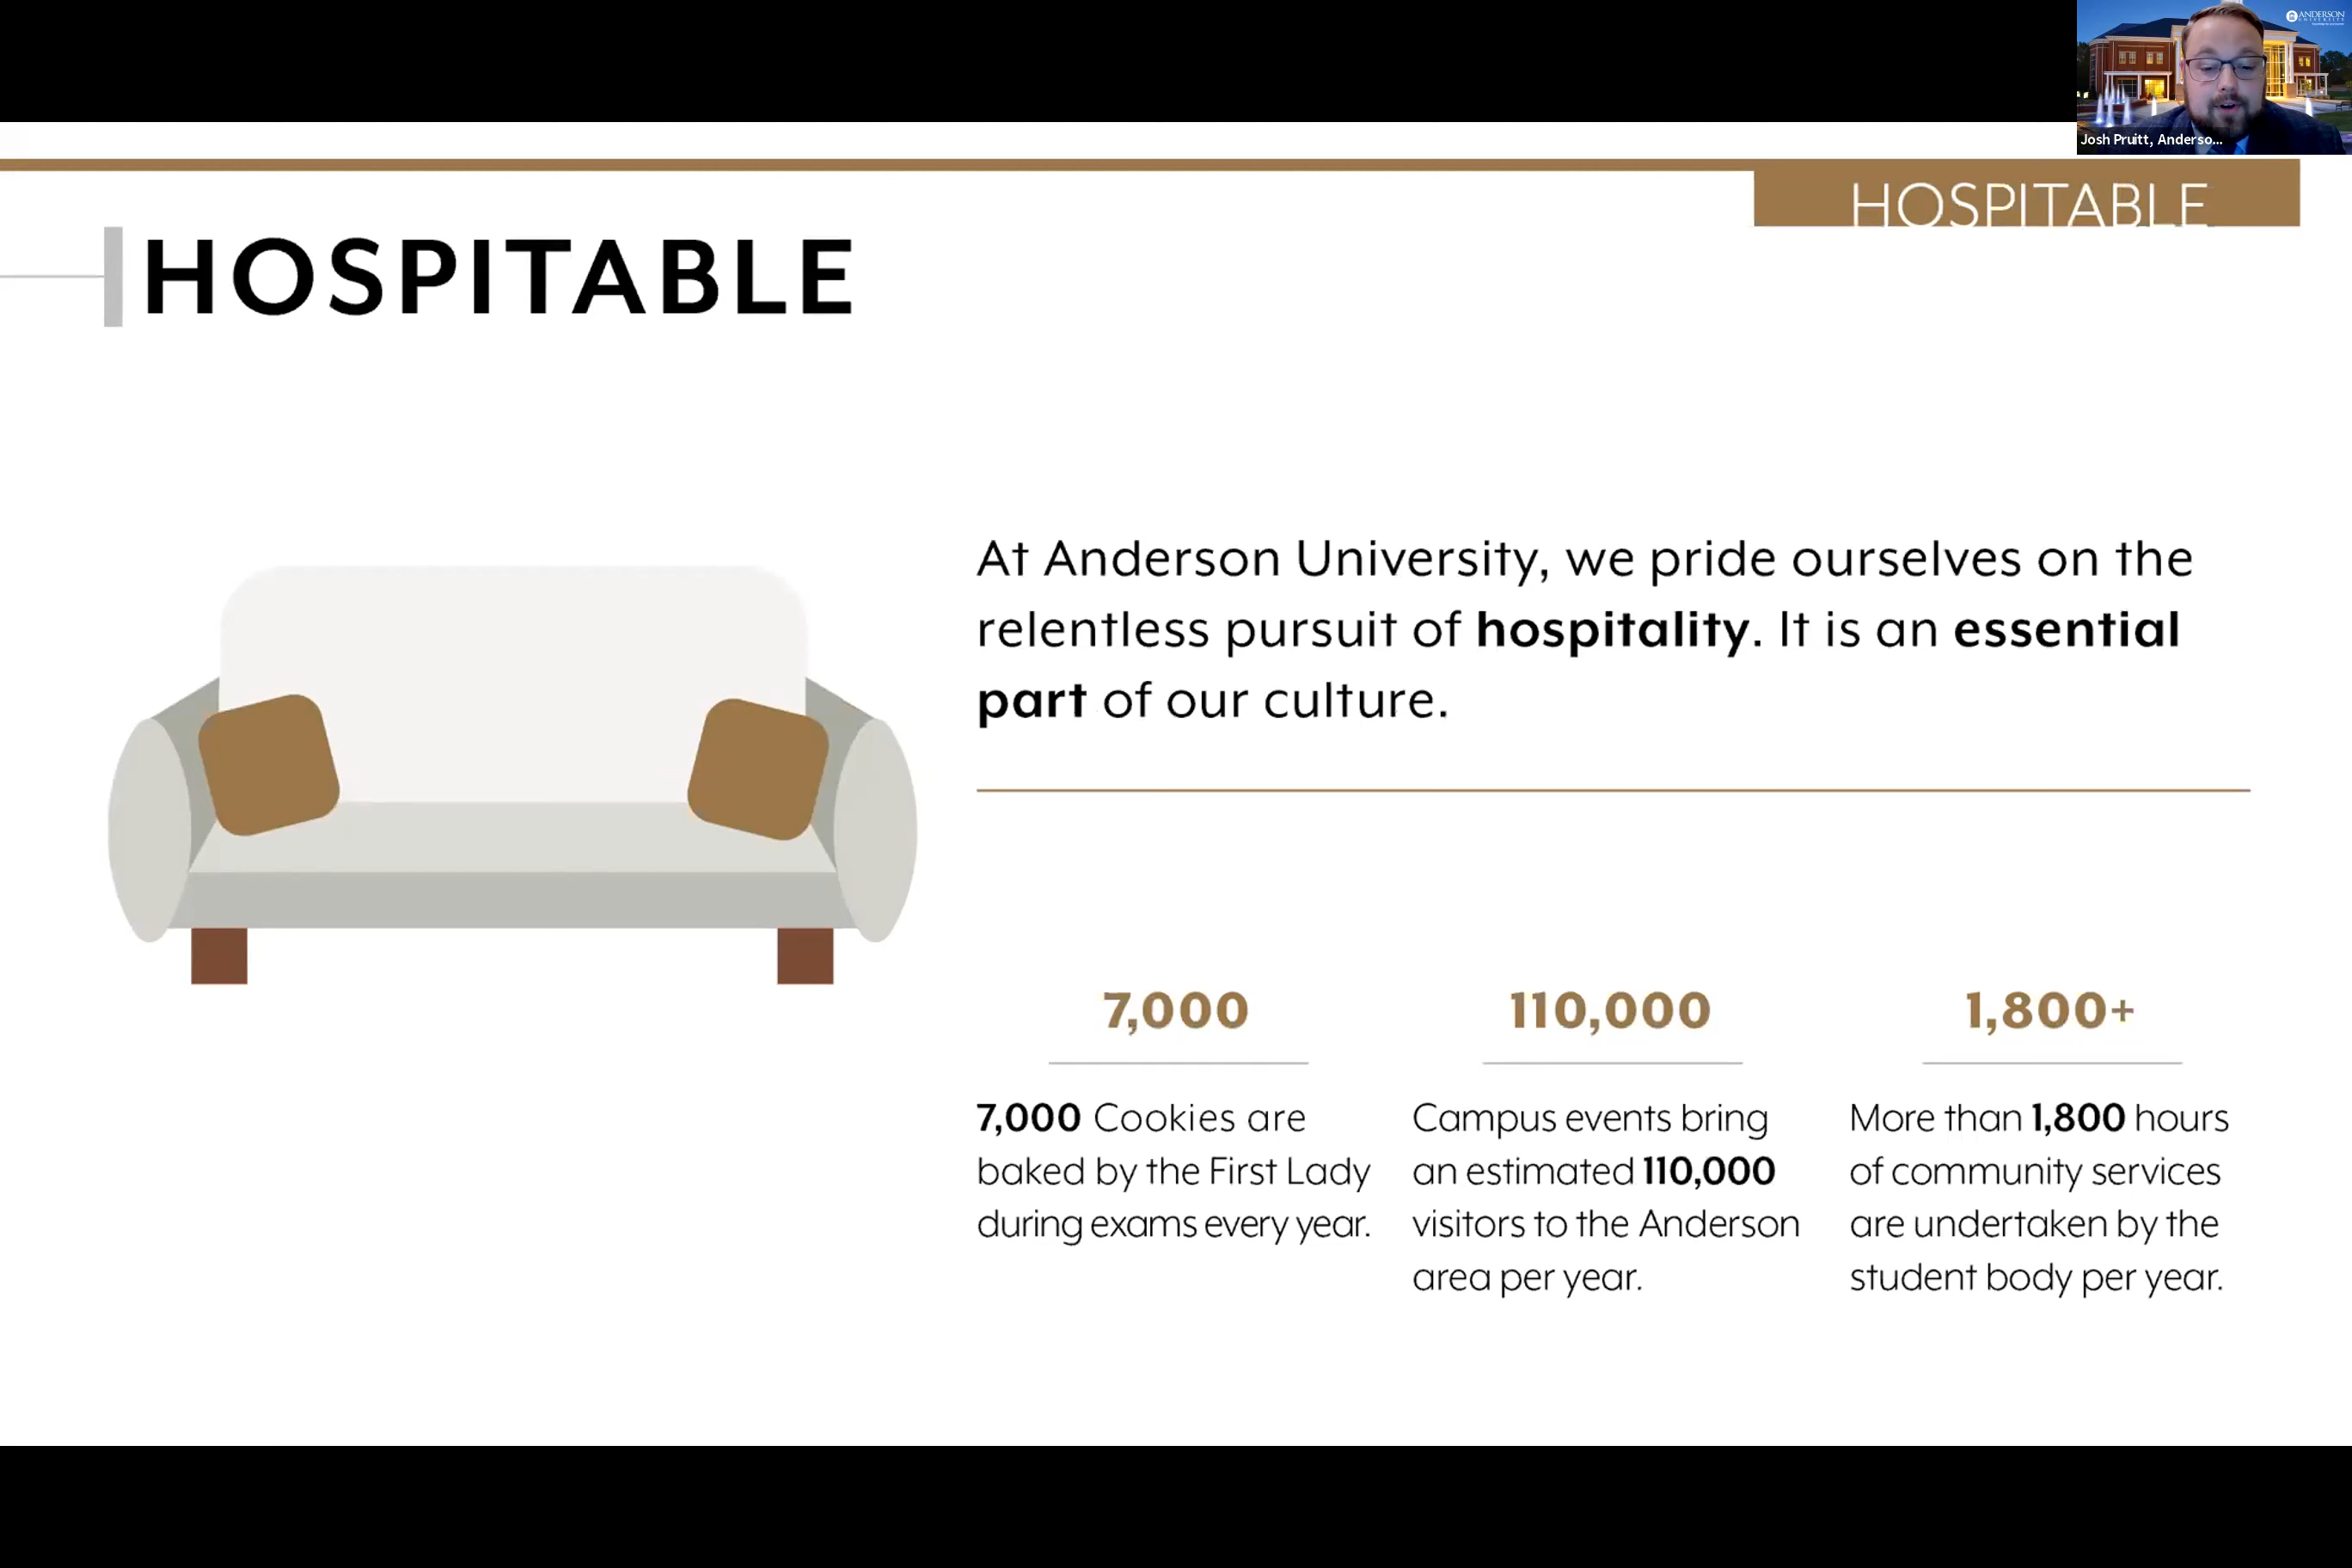 ANDERSON
UNIVERSITY
Josh Pruitt, Anderso...
HOSPITABLE
HOSPITABLE
At Anderson University, we pride ourselves on the
relentless pursuit of hospitality. It is an essential
part of our culture.
7,000
7,000 Cookies are
baked by the First Lady
during exams every year.
110,000
Campus events bring
an estimated 110,000
visitors to the Anderson
area per year.
1,800+
More than 1,800 hours
of community services
are undertaken by the
student body per year.